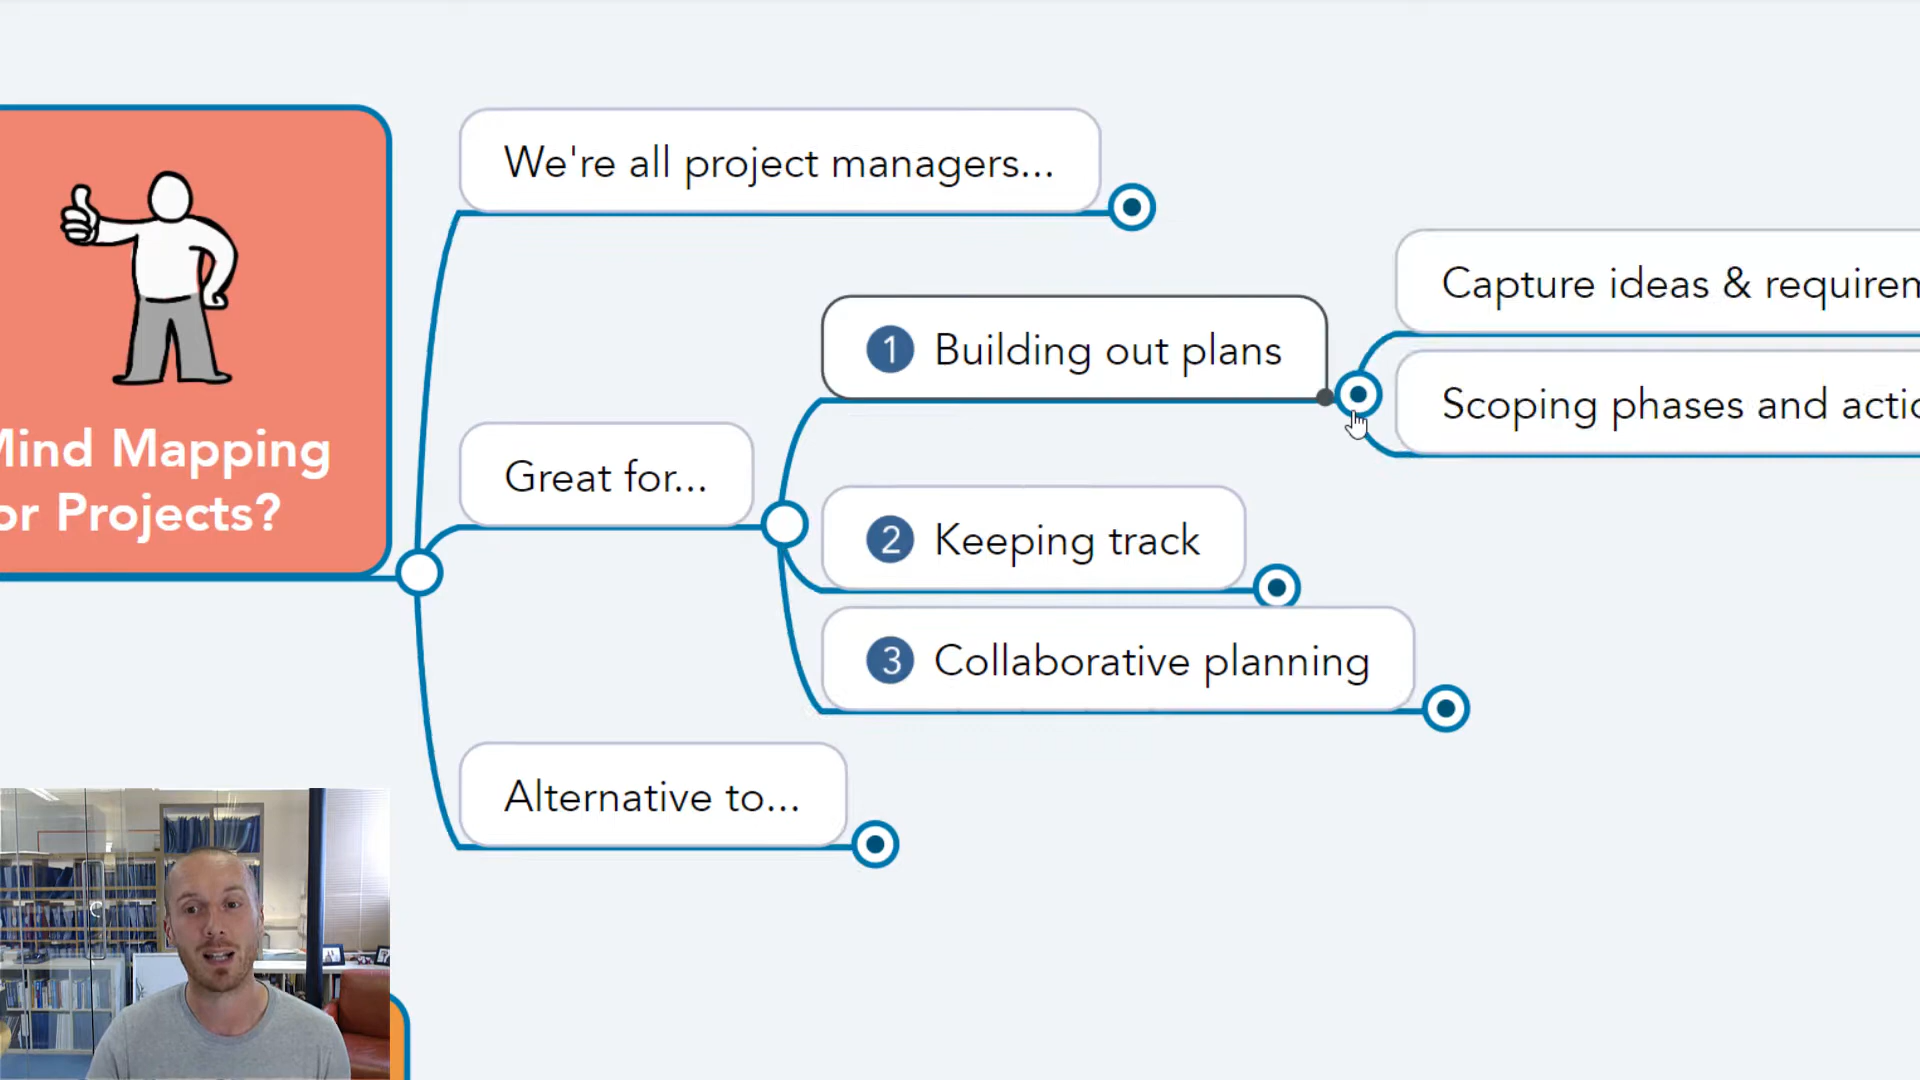 We're all project managers...
Capture ideas & requirem
1 Building out plans
Scoping phases and actio
Mind Mapping
or Projects?
Great for...
2 Keeping track
3 Collaborative planning
Alternative to...